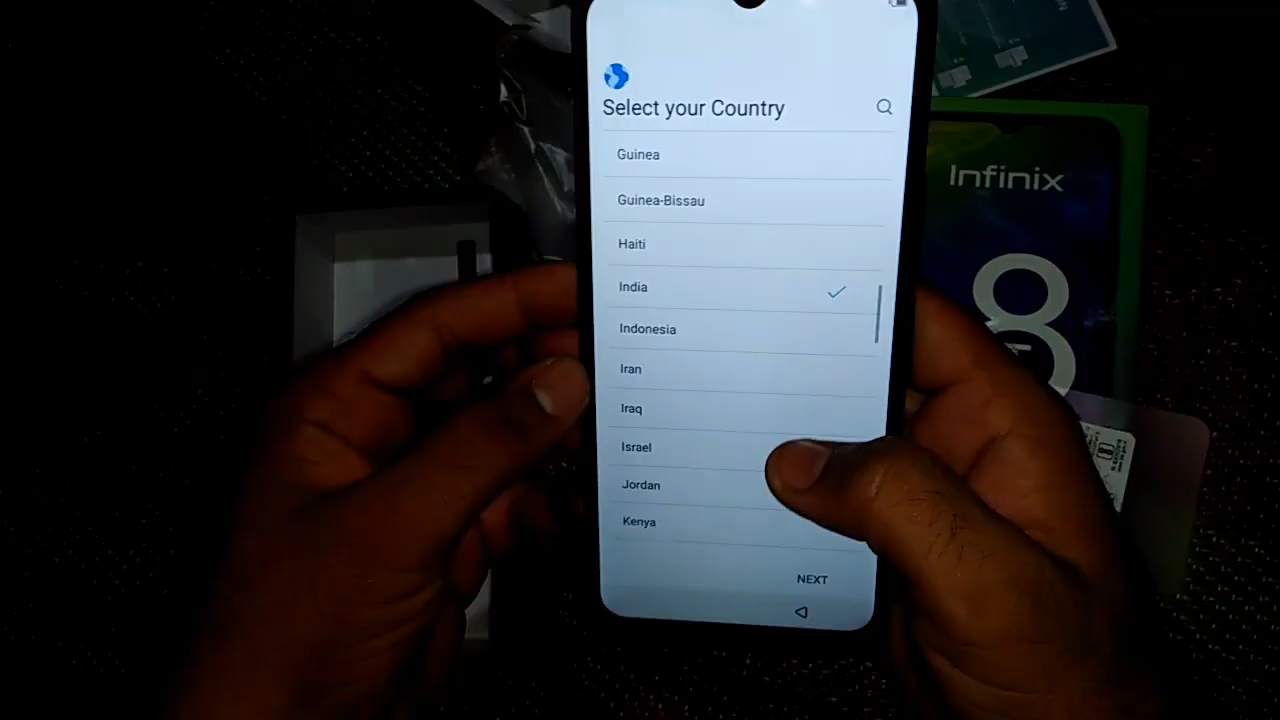 Select your Country
Guinea
Guinea-Bissau
Haiti
India
Indonesia
Iran
Iraq
Israel
Jordan
Kenya
NEXT
Infinix
8